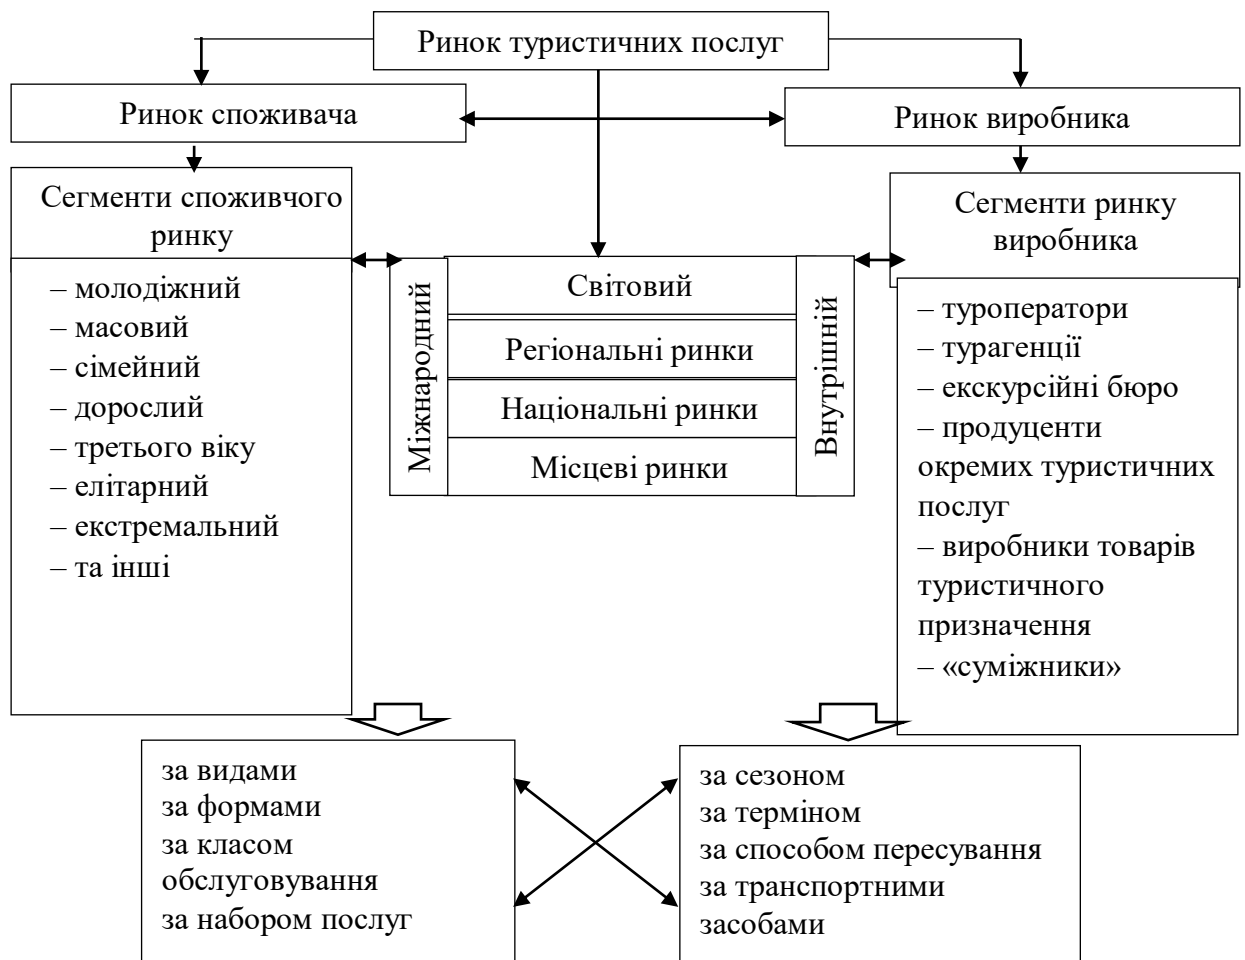 Ринок туристичних послуг
Ринок споживача
Ринок виробника
Сегменти споживчого
ринку
– молодіжний
– масовий
– сімейний
– дорослий
– третього віку
– елітарний
– екстремальний
– та інші
Міжнародний
Світовий
Регіональні ринки
Національні ринки
Місцеві ринки
Внутрішній
Сегменти ринку
виробника
– туроператори
– турагенції
– екскурсійні бюро
– продуценти
окремих туристичних
послуг
– виробники товарів
туристичного
призначення
– «суміжники»
за видами
за формами
за класом
обслуговування
за набором послуг
за сезоном
за терміном
за способом пересування
за транспортними
засобами